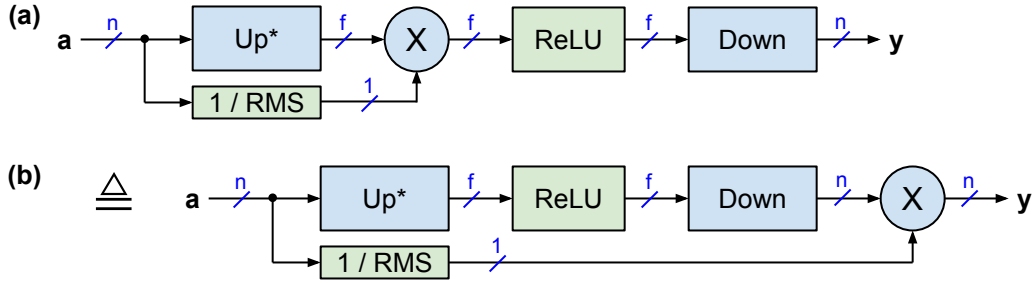 (a)
a n Up* f X f ReLU f Down n y
1 / RMS 1
(b)
≜ a n Up* f ReLU f Down n X n y
1 / RMS 1